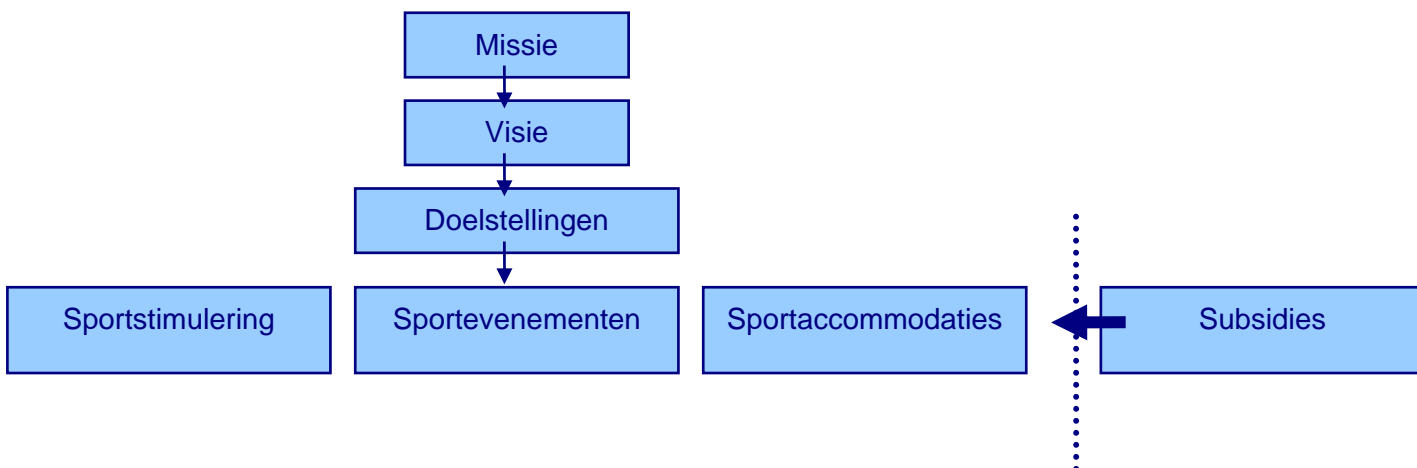 Missie
Visie
Doelstellingen
Sportstimulering
Sportevenementen
Sportaccommodaties
Subsidies